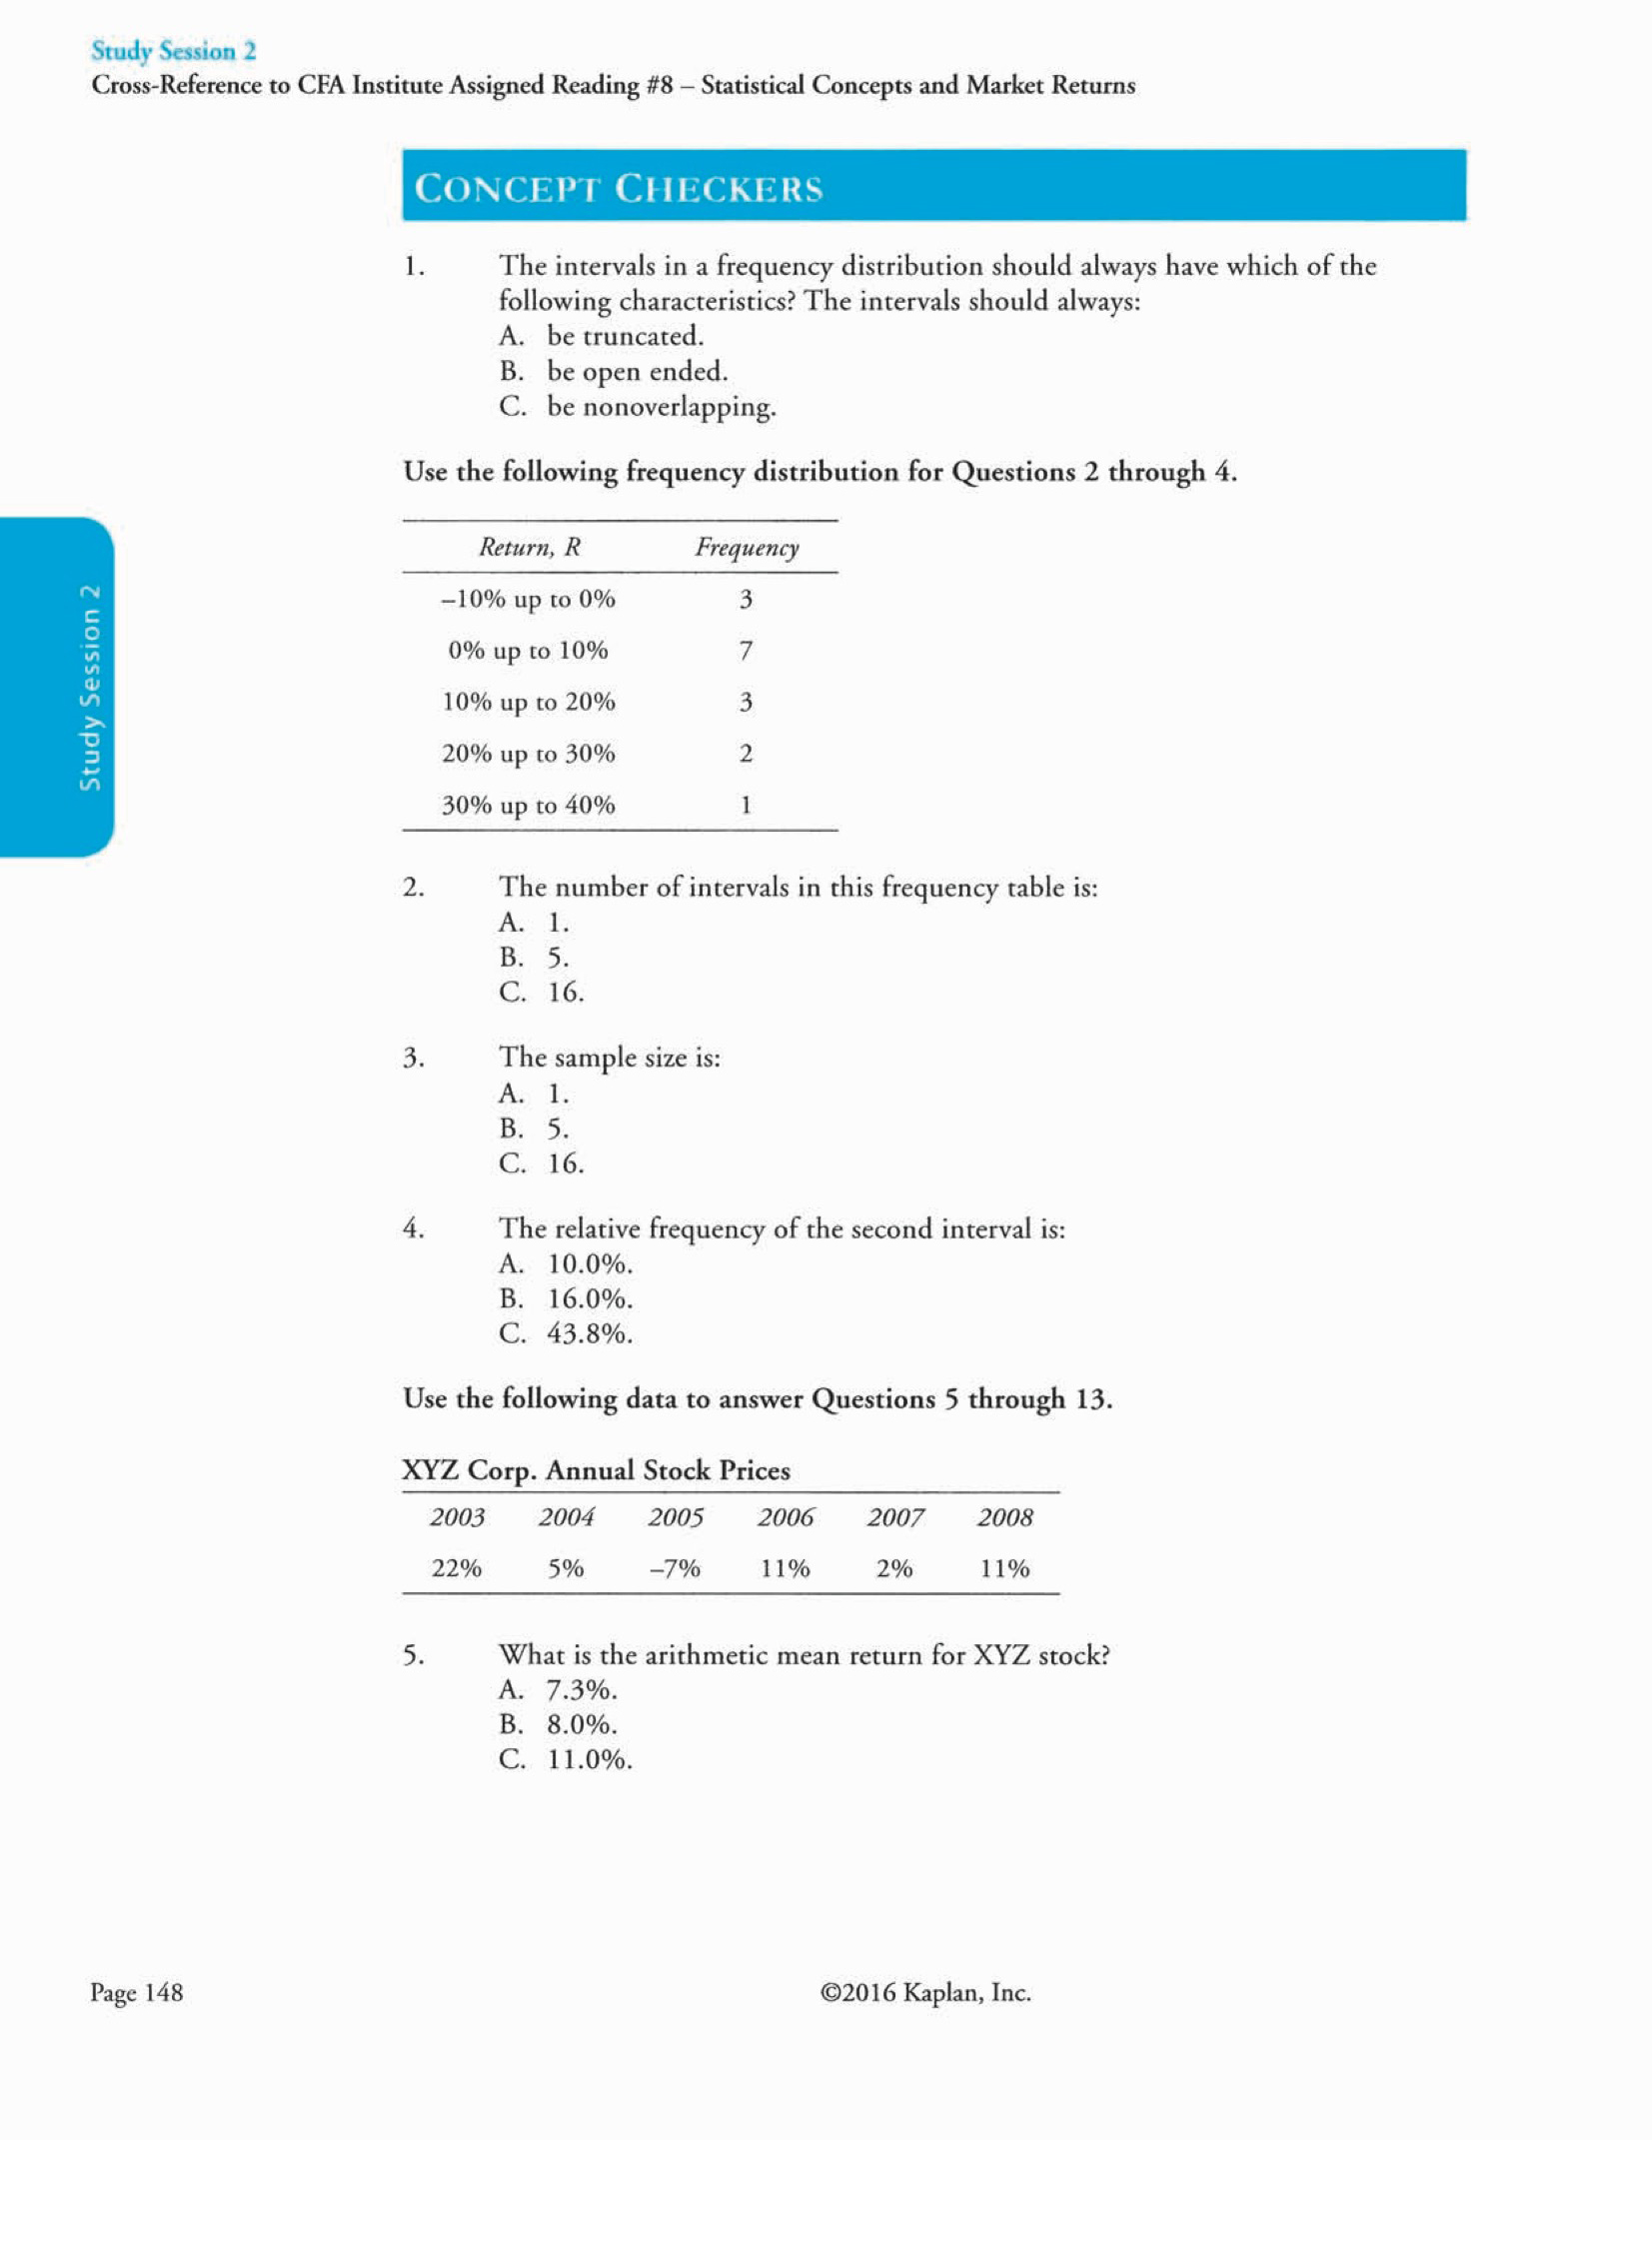 Study Session 2
Cross-Reference to CFA Institute Assigned Reading #8 – Statistical Concepts and Market Returns
CONCEPT CHECKERS
1. The intervals in a frequency distribution should always have which of the
following characteristics? The intervals should always:
A. be truncated.
B. be open ended.
C. be nonoverlapping.
Use the following frequency distribution for Questions 2 through 4.
Return, R Frequency
–10% up to 0% 3
0% up to 10% 7
10% up to 20% 3
20% up to 30% 2
30% up to 40% 1
Study Session 2
2. The number of intervals in this frequency table is:
A. 1.
B. 5.
C. 16.
3. The sample size is:
A. 1.
B. 5.
C. 16.
4. The relative frequency of the second interval is:
A. 10.0%.
B. 16.0%.
C. 43.8%.
Use the following data to answer Questions 5 through 13.
XYZ Corp. Annual Stock Prices
2003 2004 2005 2006 2007 2008
22% 5% –7% 11% 2% 11%
5. What is the arithmetic mean return for XYZ stock?
A. 7.3%.
B. 8.0%.
C. 11.0%.
Page 148 ©2016 Kaplan, Inc.